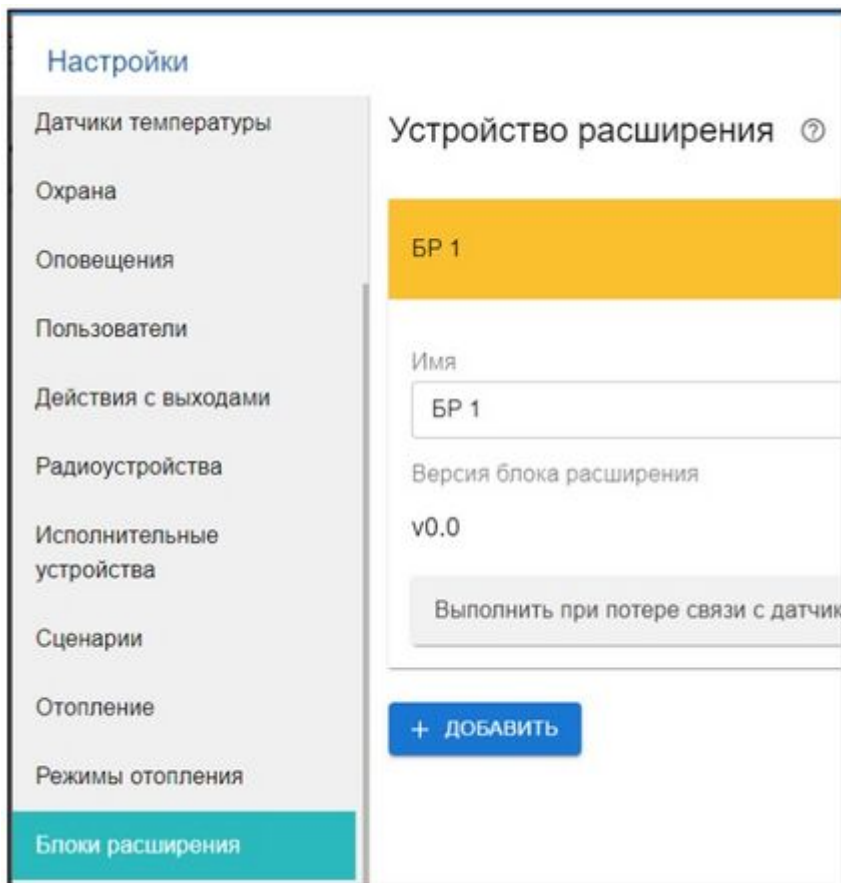 Настройки
Датчики температуры
Охрана
Оповещения
Пользователи
Действия с выходами
Радиоустройства
Исполнительные
устройства
Сценарии
Отопление
Режимы отопления
Блоки расширения
Устройство расширения
БР 1
Имя
БР 1
Версия блока расширения
v0.0
Выполнить при потере связи с датчик
+ ДОБАВИТЬ